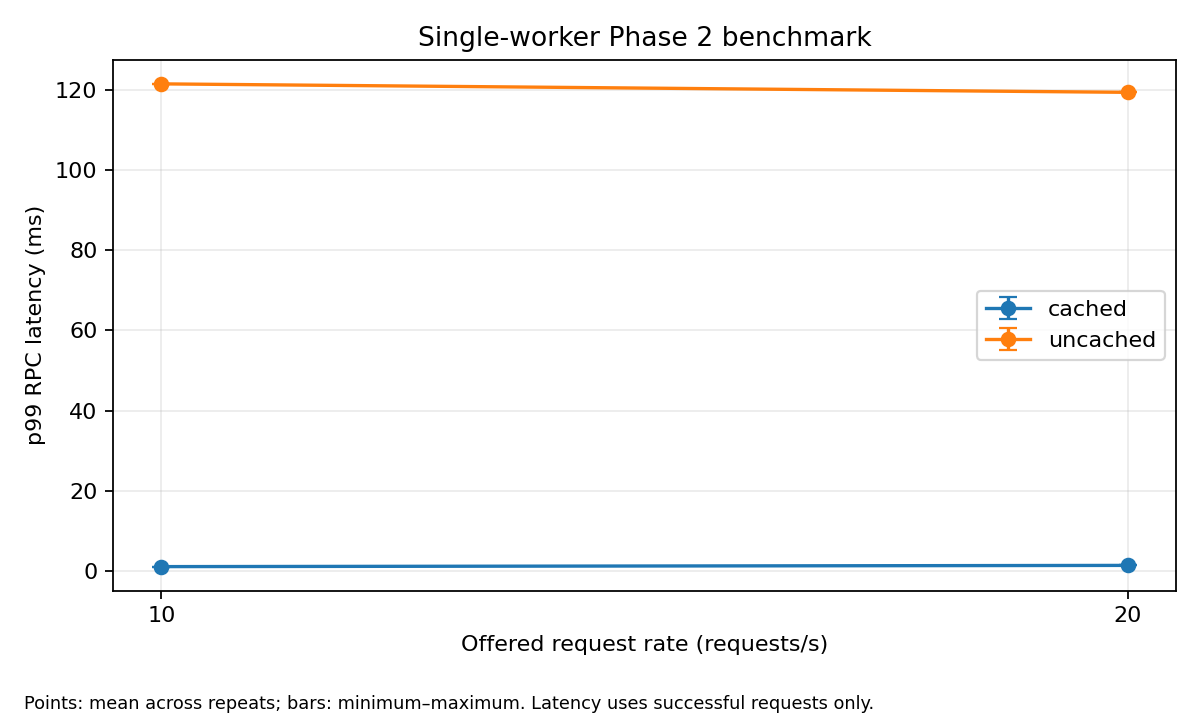 Single-worker Phase 2 benchmark
p99 RPC latency (ms)
120
100
80
60
40
20
0
cached
uncached
10
20
Offered request rate (requests/s)
Points: mean across repeats; bars: minimum–maximum. Latency uses successful requests only.